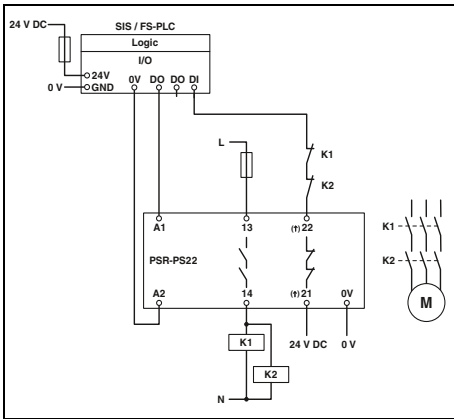 24 V DC
SIS / FS-PLC
Logic
I/O
24V
0 V
GND
0V DO DO DI
K1
L
K2
A1 13 (†) 22
K1
PSR-PS22
K2
A2 14 (†) 21 0V
M
K1
24 V DC 0 V
K2
N